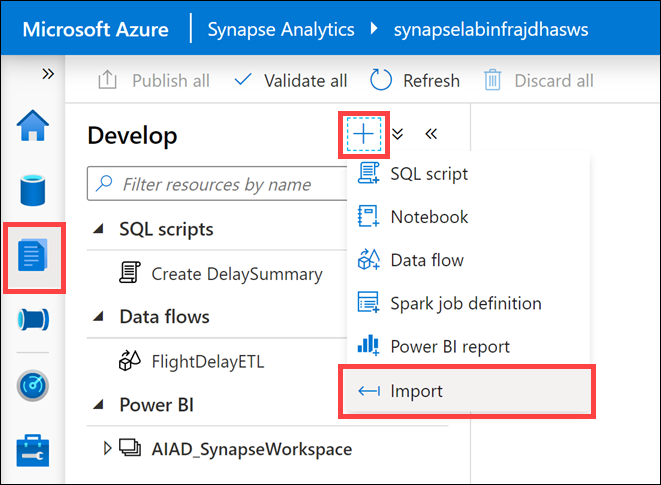 Microsoft Azure Synapse Analytics synapselabinfrajdhasws
Publish all Validate all Refresh Discard all
Develop
Filter resources by name
SQL scripts
Create DelaySummary
Data flows
FlightDelayETL
Power BI
AIAD_SynapseWorkspace
SQL script
Notebook
Data flow
Spark job definition
Power BI report
Import